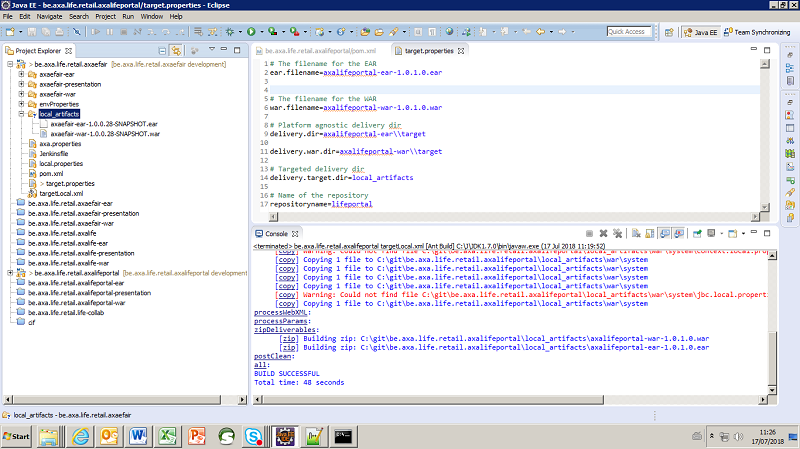 Java EE - be.axa.life.retail.axalifeportal/target.properties - Eclipse
File Edit Navigate Search Project Run Window Help
Quick Access
Java EE
Team Synchronizing
Project Explorer
> be.axa.life.retail.axaefair [be.axa.life.retail.axaefair development]
axaefair-ear
axaefair-presentation
axaefair-war
envProperties
local_artifacts
axaefair-ear-1.0.0.28-SNAPSHOT.ear
axaefair-war-1.0.0.28-SNAPSHOT.war
axa.properties
Jenkinsfile
local.properties
pom.xml
> target.properties
targetLocal.xml
be.axa.life.retail.axaefair-ear
be.axa.life.retail.axaefair-presentation
be.axa.life.retail.axaefair-war
be.axa.life.retail.axalife
be.axa.life.retail.axalife-ear
be.axa.life.retail.axalife-presentation
be.axa.life.retail.axalife-war
> be.axa.life.retail.axalifeportal [be.axa.life.retail.axalifeportal development
be.axa.life.retail.axalifeportal-ear
be.axa.life.retail.axalifeportal-presentation
be.axa.life.retail.axalifeportal-war
be.axa.life.retail.life-collab
cif
be.axa.life.retail.axalifeportal/pom.xml
target.properties
1 # The filename for the EAR
2 ear.filename=axalifeportal-ear-1.0.1.0.ear
3
4
5 # The filename for the WAR
6 war.filename=axalifeportal-war-1.0.1.0.war
7
8 # Platform agnostic delivery dir
9 delivery.dir=axalifeportal-ear\\target
10
11 delivery.war.dir=axalifeportal-war\\target
12
13 # Targeted delivery dir
14 delivery.target.dir=local_artifacts
15
16 # Name of the repository
17 repositoryname=lifeportal
Console
<terminated> be.axa.life.retail.axalifeportal targetLocal.xml [Ant Build] C:\IJDK1.7.0\bin\javaw.exe (17 Jul 2018 11:19:52)
[copy] Warning: Could not find file C:\git\be.axa.life.retail.axalifeportal\local_artifacts\war\system\context.local.prope
[copy] Copying 1 file to C:\git\be.axa.life.retail.axalifeportal\local_artifacts\war\system
[copy] Copying 1 file to C:\git\be.axa.life.retail.axalifeportal\local_artifacts\war\system
[copy] Copying 1 file to C:\git\be.axa.life.retail.axalifeportal\local_artifacts\war\system
[copy] Warning: Could not find file C:\git\be.axa.life.retail.axalifeportal\local_artifacts\war\system\jbc.local.properti
[copy] Copying 1 file to C:\git\be.axa.life.retail.axalifeportal\local_artifacts\war\system
processWebXML:
processParams:
zipDeliverables:
[zip] Building zip: C:\git\be.axa.life.retail.axalifeportal\local_artifacts\axalifeportal-war-1.0.1.0.war
[zip] Building zip: C:\git\be.axa.life.retail.axalifeportal\local_artifacts\axalifeportal-ear-1.0.1.0.ear
postClean:
all:
BUILD SUCCESSFUL
Total time: 48 seconds
local_artifacts - be.axa.life.retail.axaefair
Start
11:26
17/07/2018